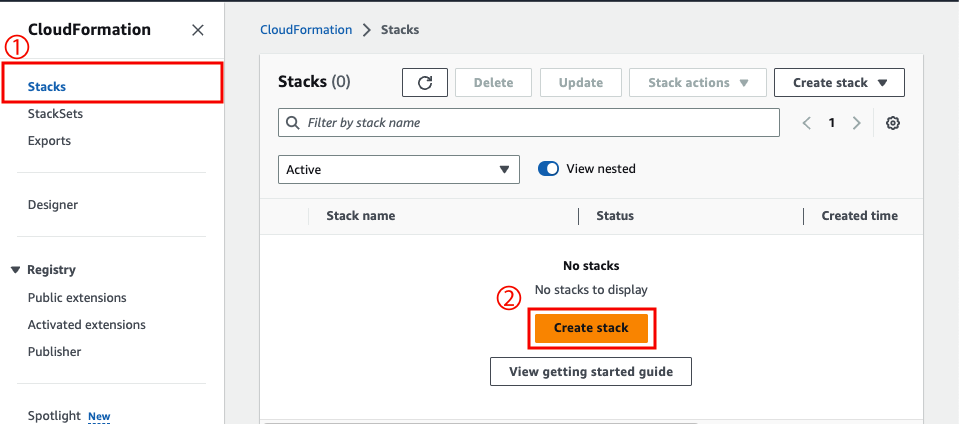 CloudFormation
①
Stacks
StackSets
Exports
Designer
Registry
Public extensions
Activated extensions
Publisher
Spotlight New
CloudFormation Stacks
Stacks (0) Delete Update Stack actions Create stack
Filter by stack name 1
Active View nested
Stack name Status Created time
No stacks
No stacks to display
②
Create stack
View getting started guide